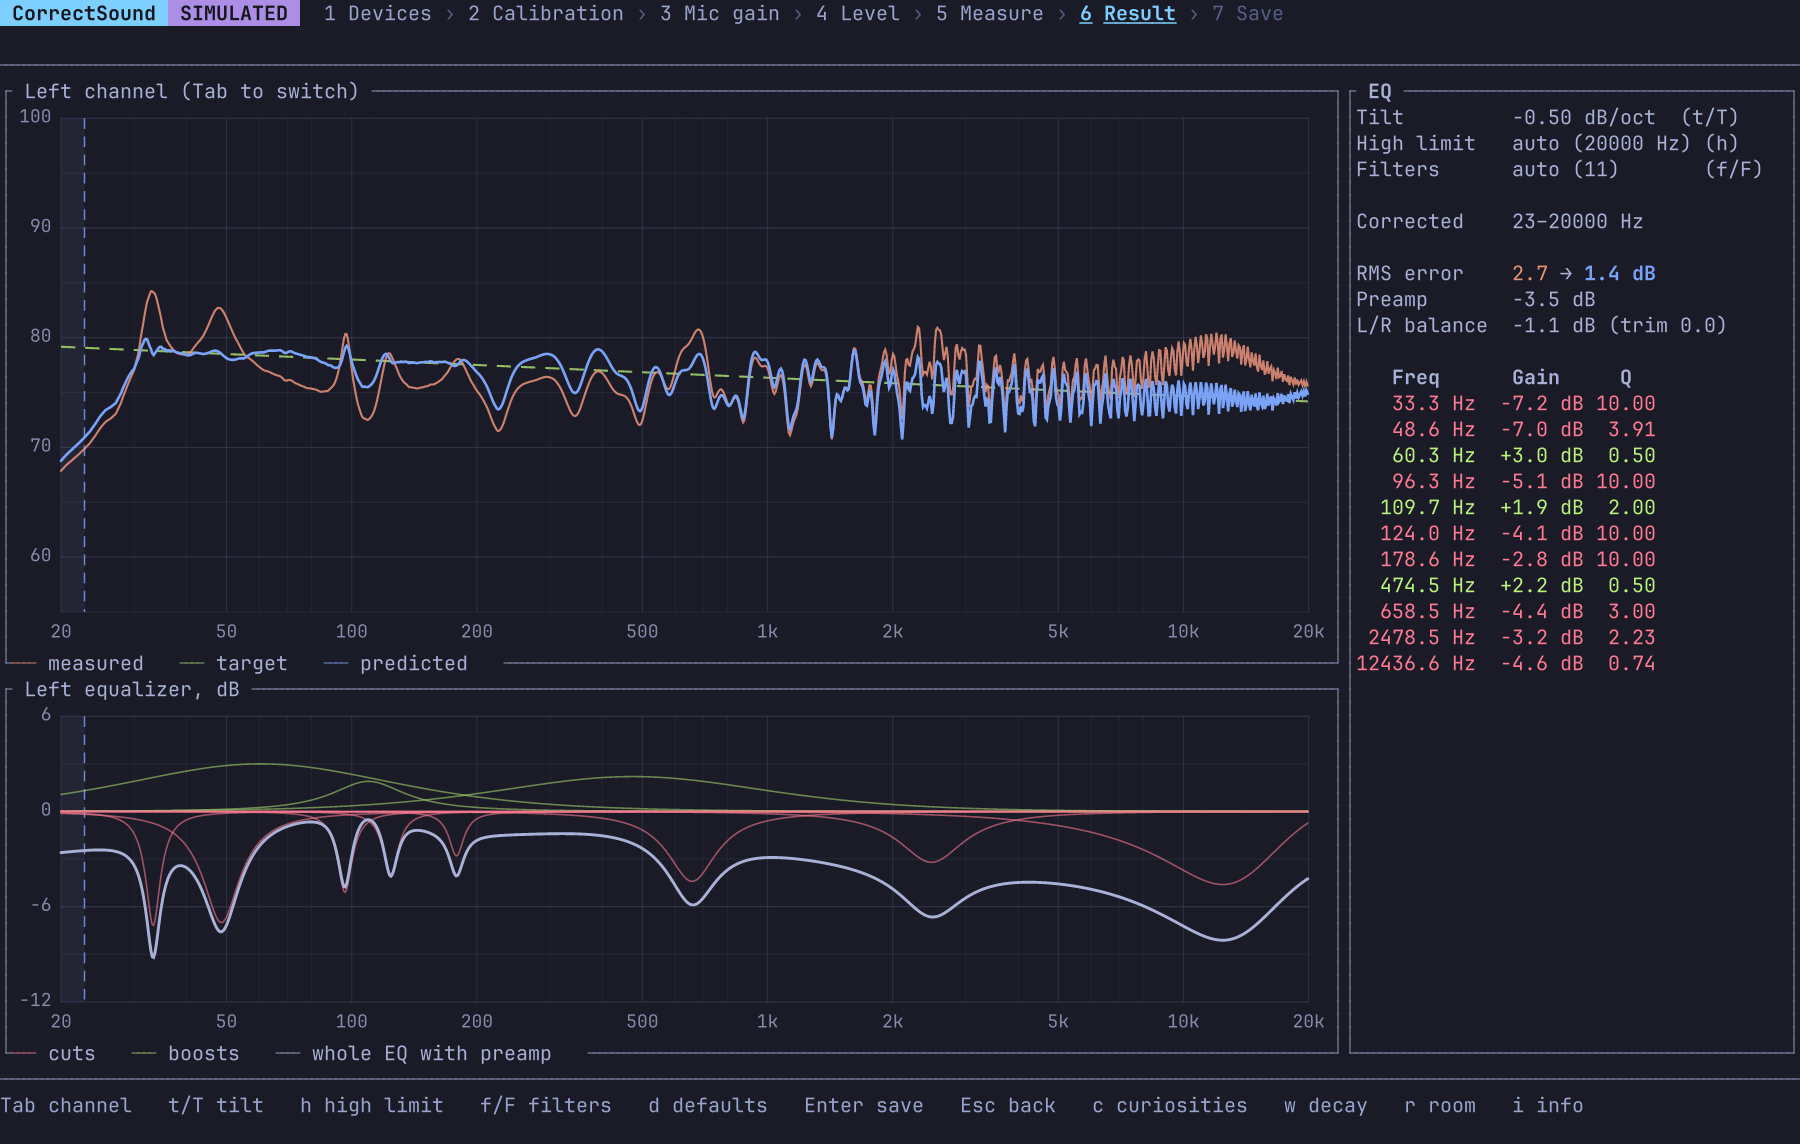 CorrectSound SIMULATED 1 Devices › 2 Calibration › 3 Mic gain › 4 Level › 5 Measure › 6 Result › 7 Save
Left channel (Tab to switch)
100
90
80
70
60
20 50 100 200 500 1k 2k 5k 10k 20k
measured target predicted
Left equalizer, dB
6
0
-6
-12
20 50 100 200 500 1k 2k 5k 10k 20k
cuts boosts whole EQ with preamp
EQ
Tilt -0.50 dB/oct (t/T)
High limit auto (20000 Hz) (h)
Filters auto (11) (f/F)
Corrected 23–20000 Hz
RMS error 2.7 → 1.4 dB
Preamp -3.5 dB
L/R balance -1.1 dB (trim 0.0)
Freq Gain Q
33.3 Hz -7.2 dB 10.00
48.6 Hz -7.0 dB 3.91
60.3 Hz +3.0 dB 0.50
96.3 Hz -5.1 dB 10.00
109.7 Hz +1.9 dB 2.00
124.0 Hz -4.1 dB 10.00
178.6 Hz -2.8 dB 10.00
474.5 Hz +2.2 dB 0.50
658.5 Hz -4.4 dB 3.00
2478.5 Hz -3.2 dB 2.23
12436.6 Hz -4.6 dB 0.74
Tab channel t/T tilt h high limit f/F filters d defaults Enter save Esc back c curiosities w decay r room i info